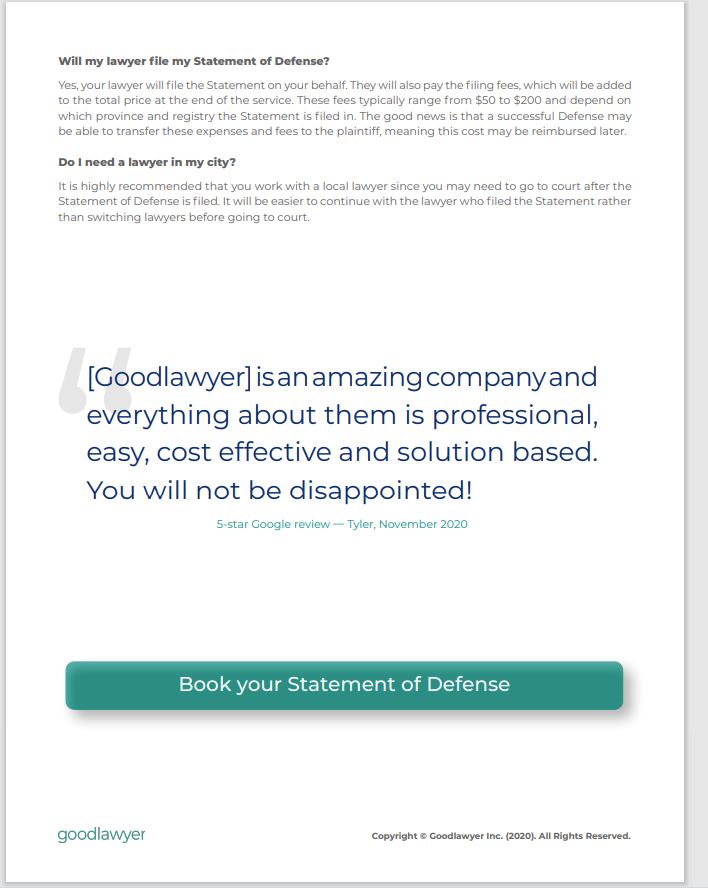 Will my lawyer file my Statement of Defense?
Yes, your lawyer will file the Statement on your behalf. They will also pay the filing fees, which will be added
to the total price at the end of the service. These fees typically range from $50 to $200 and depend on
which province and registry the Statement is filed in. The good news is that a successful Defense may
be able to transfer these expenses and fees to the plaintiff, meaning this cost may be reimbursed later.
Do I need a lawyer in my city?
It is highly recommended that you work with a local lawyer since you may need to go to court after the
Statement of Defense is filed. It will be easier to continue with the lawyer who filed the Statement rather
than switching lawyers before going to court.
“
[Goodlawyer] is an amazing company and
everything about them is professional,
easy, cost effective and solution based.
You will not be disappointed!
5-star Google review — Tyler, November 2020
Book your Statement of Defense
goodlawyer
Copyright © Goodlawyer Inc. (2020). All Rights Reserved.